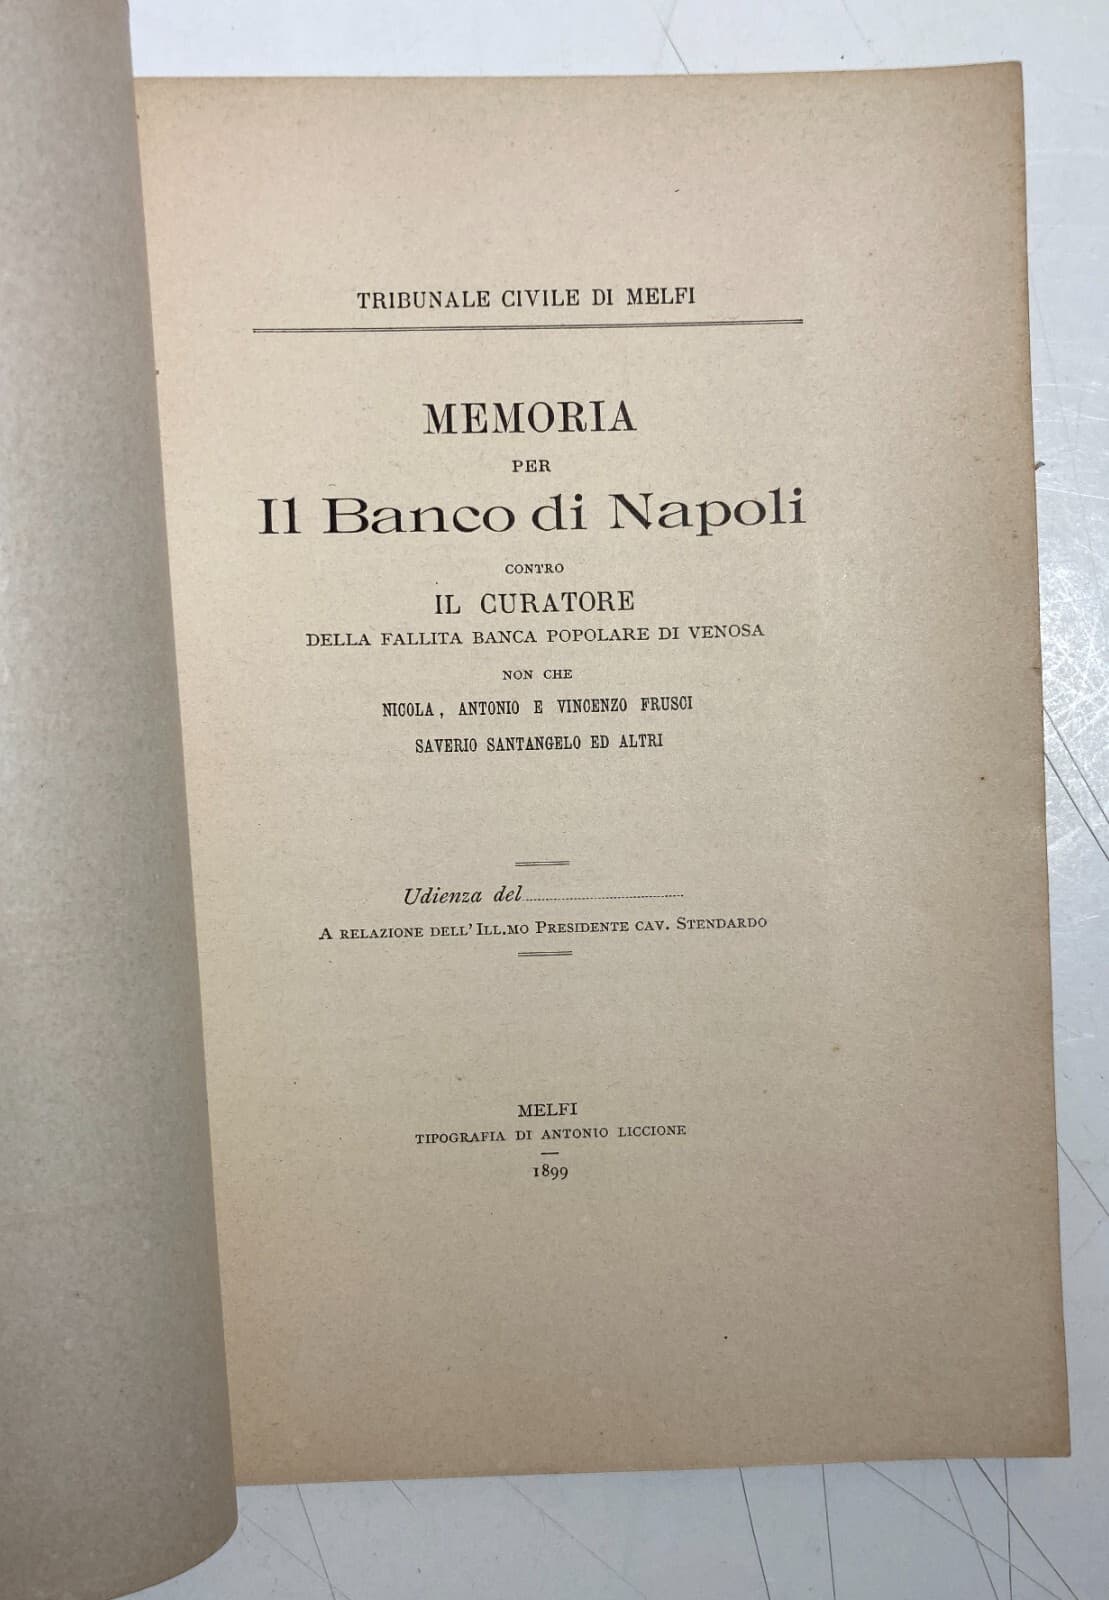 TRIBUNALE CIVILE DI MELFI
MEMORIA
PER
Il Banco di Napoli
CONTRO
IL CURATORE
DELLA FALLITA BANCA POPOLARE DI VENOSA
NON CHE
NICOLA, ANTONIO E VINCENZO FRUSCI
SAVERIO SANTANGELO ED ALTRI
Udienza del
A RELAZIONE DELL' ILL.MO PRESIDENTE CAV. STENDARDO
MELFI
TIPOGRAFIA DI ANTONIO LICCIONE
1899